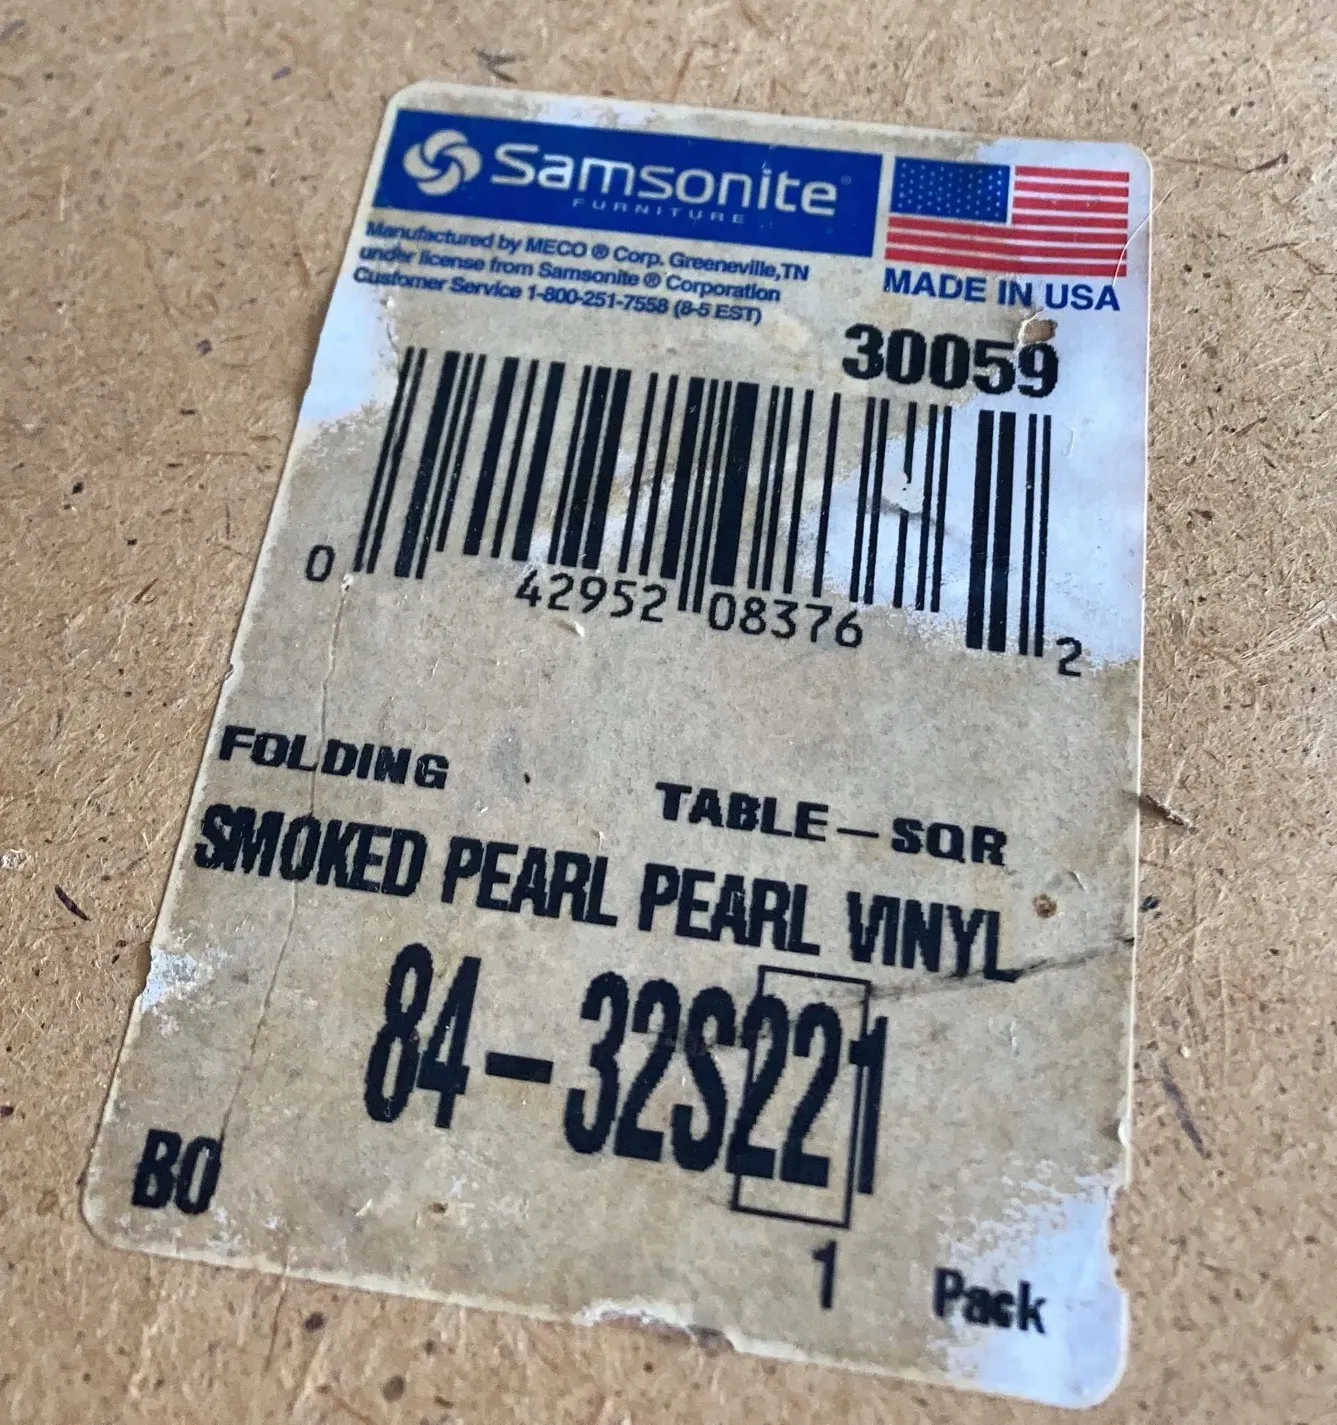 Samsonite®
FURNITURE
Manufactured by MECO ® Corp. Greeneville,TN
under license from Samsonite ® Corporation
Customer Service 1-800-251-7558 (8-5 EST)
MADE IN USA
30059
0 42952 08376 2
FOLDING TABLE-SQR
SMOKED PEARL PEARL VINYL
84-32S221
BO
1 Pack